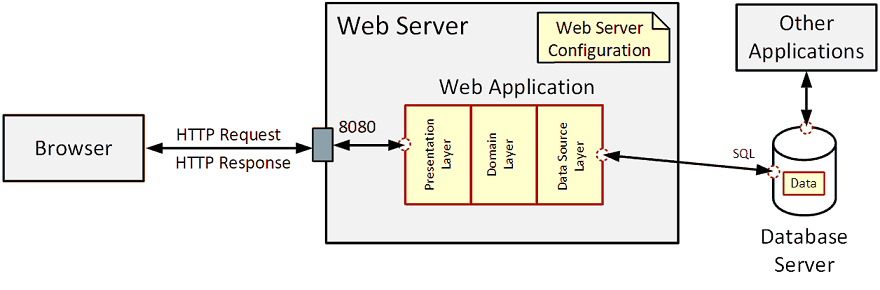 Web Server
Web Server
Configuration
Other
Applications
Web Application
8080
HTTP Request
HTTP Response
Browser
Presentation
Layer
Domain
Layer
Data Source
Layer
SQL
Data
Database
Server